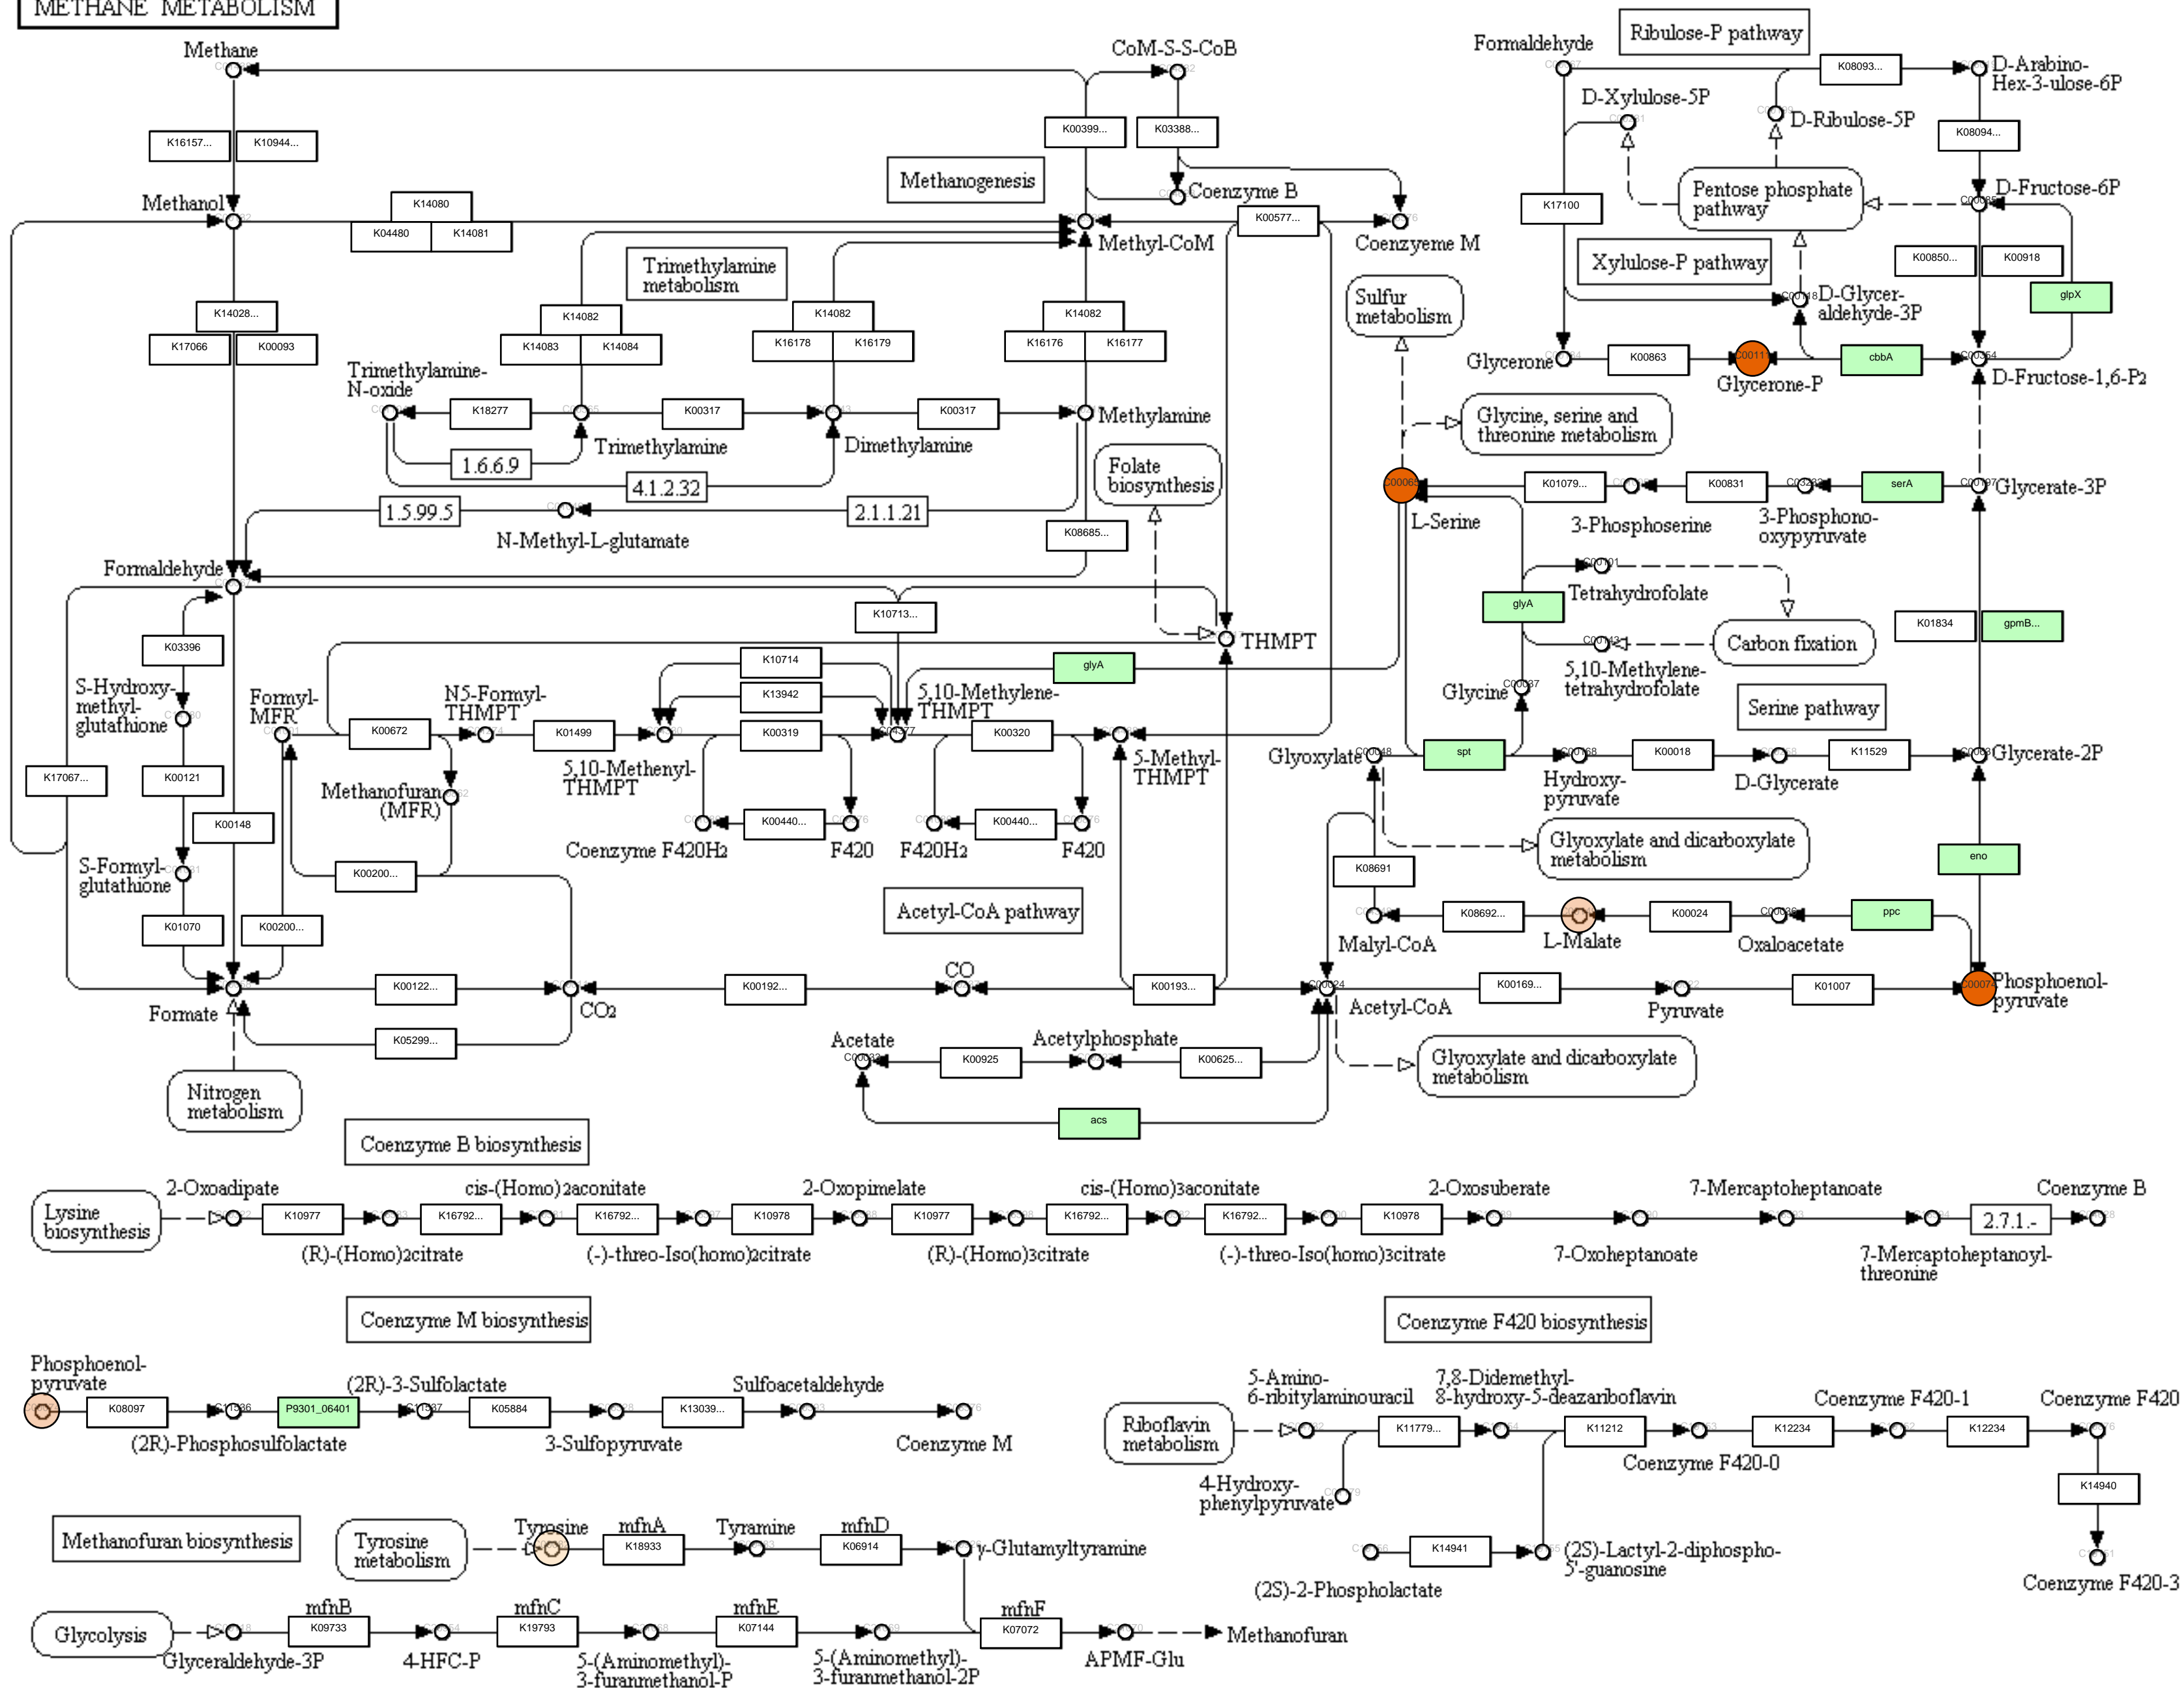 METHANE METABOLISM
Methane
CoM-S-S-CoB
Formaldehyde
Ribulose-P pathway
K08093...
D-Arabino-
Hex-3-ulose-6P
D-Xylulose-5P
D-Ribulose-5P
K16157...
K10944...
K00399...
K03388...
K08094...
Methanogenesis
Coenzyme B
Pentose phosphate
pathway
D-Fructose-6P
Methanol
K14080
K04480
K14081
K00577...
K17100
Methyl-CoM
Coenzyeme M
Trimethylamine
metabolism
Xylulose-P pathway
K00850...
K00918
Sulfur
metabolism
D-Glycer-
aldehyde-3P
glpX
K14028...
K17066
K00093
K14082
K14083
K14084
K14082
K16178
K16179
K14082
K16176
K16177
Glycerone
K00863
C00111
Glycerone-P
cbbA
C00354
D-Fructose-1,6-P2
Trimethylamine-
N-oxide
K18277
K00317
K00317
Methylamine
Trimethylamine
Dimethylamine
Glycine, serine and
threonine metabolism
1.6.6.9
4.1.2.32
Folate
biosynthesis
C00065
K01079...
K00831
serA
C00197
Glycerate-3P
L-Serine
3-Phosphoserine
3-Phosphono-
oxypyruvate
1.5.99.5
2.1.1.21
N-Methyl-L-glutamate
K08685...
Formaldehyde
C00101
Tetrahydrofolate
K10713...
glyA
K03396
THMPT
K01834
gpmB...
Carbon fixation
C00143
5,10-Methylene-
tetrahydrofolate
K10714
glyA
K13942
S-Hydroxy-
methyl-
glutathione
Formyl-
MFR
N5-Formyl-
THMPT
5,10-Methylene-
THMPT
Glycine
C00037
Serine pathway
K00672
K01499
K00319
C04377
K00320
5,10-Methenyl-
THMPT
5-Methyl-
THMPT
Glyoxylate
C00048
spt
C00168
K00018
K11529
C00631
Glycerate-2P
Hydroxy-
pyruvate
D-Glycerate
K17067...
K00121
Methanofuran
(MFR)
K00148
K00440...
K00440...
Coenzyme F420H2
F420
F420H2
F420
Glyoxylate and dicarboxylate
metabolism
S-Formyl-
glutathione
K00200...
K08691
eno
Acetyl-CoA pathway
K01070
K00200...
K08692...
K00024
C00036
ppc
Malyl-CoA
L-Malate
Oxaloacetate
Formate
K00122...
CO2
K00192...
CO
K00193...
C00024
Acetyl-CoA
K00169...
Pyruvate
K01007
C00074
Phosphoenol-
pyruvate
K05299...
Acetate
C00033
K00925
Acetylphosphate
K00625...
Glyoxylate and dicarboxylate
metabolism
Nitrogen
metabolism
acs
Coenzyme B biosynthesis
2-Oxoadipate
cis-(Homo)2aconitate
2-Oxopimelate
cis-(Homo)3aconitate
2-Oxosuberate
7-Mercaptoheptanoate
Coenzyme B
Lysine
biosynthesis
K10977
K16792...
K16792...
K10978
K10977
K16792...
K16792...
K10978
2.7.1.-
(R)-(Homo)2citrate
(-)-threo-Iso(homo)2citrate
(R)-(Homo)3citrate
(-)-threo-Iso(homo)3citrate
7-Oxoheptanoate
7-Mercaptoheptanoyl-
threonine
Coenzyme M biosynthesis
Coenzyme F420 biosynthesis
Phosphoenol-
pyruvate
(2R)-3-Sulfolactate
Sulfoacetaldehyde
K08097
C11536
P9301_06401
C11537
K05884
K13039...
(2R)-Phosphosulfolactate
3-Sulfopyruvate
Coenzyme M
5-Amino-
6-ribitylaminouracil
7,8-Didemethyl-
8-hydroxy-5-deazariboflavin
Coenzyme F420-1
Coenzyme F420
Riboflavin
metabolism
K11779...
K11212
K12234
K12234
Coenzyme F420-0
4-Hydroxy-
phenylpyruvate
K14940
Methanofuran biosynthesis
Tyrosine
metabolism
Tyrosine
mfnA
K18933
Tyramine
mfnD
K06914
γ-Glutamyltyramine
K14941
(2S)-Lactyl-2-diphospho-
5'-guanosine
(2S)-2-Phospholactate
Coenzyme F420-3
Glycolysis
mfnB
K09733
mfnC
K19793
mfnE
K07144
mfnF
K07072
Methanofuran
Glyceraldehyde-3P
4-HFC-P
5-(Aminomethyl)-
3-furanmethanol-P
5-(Aminomethyl)-
3-furanmethanol-2P
APMF-Glu